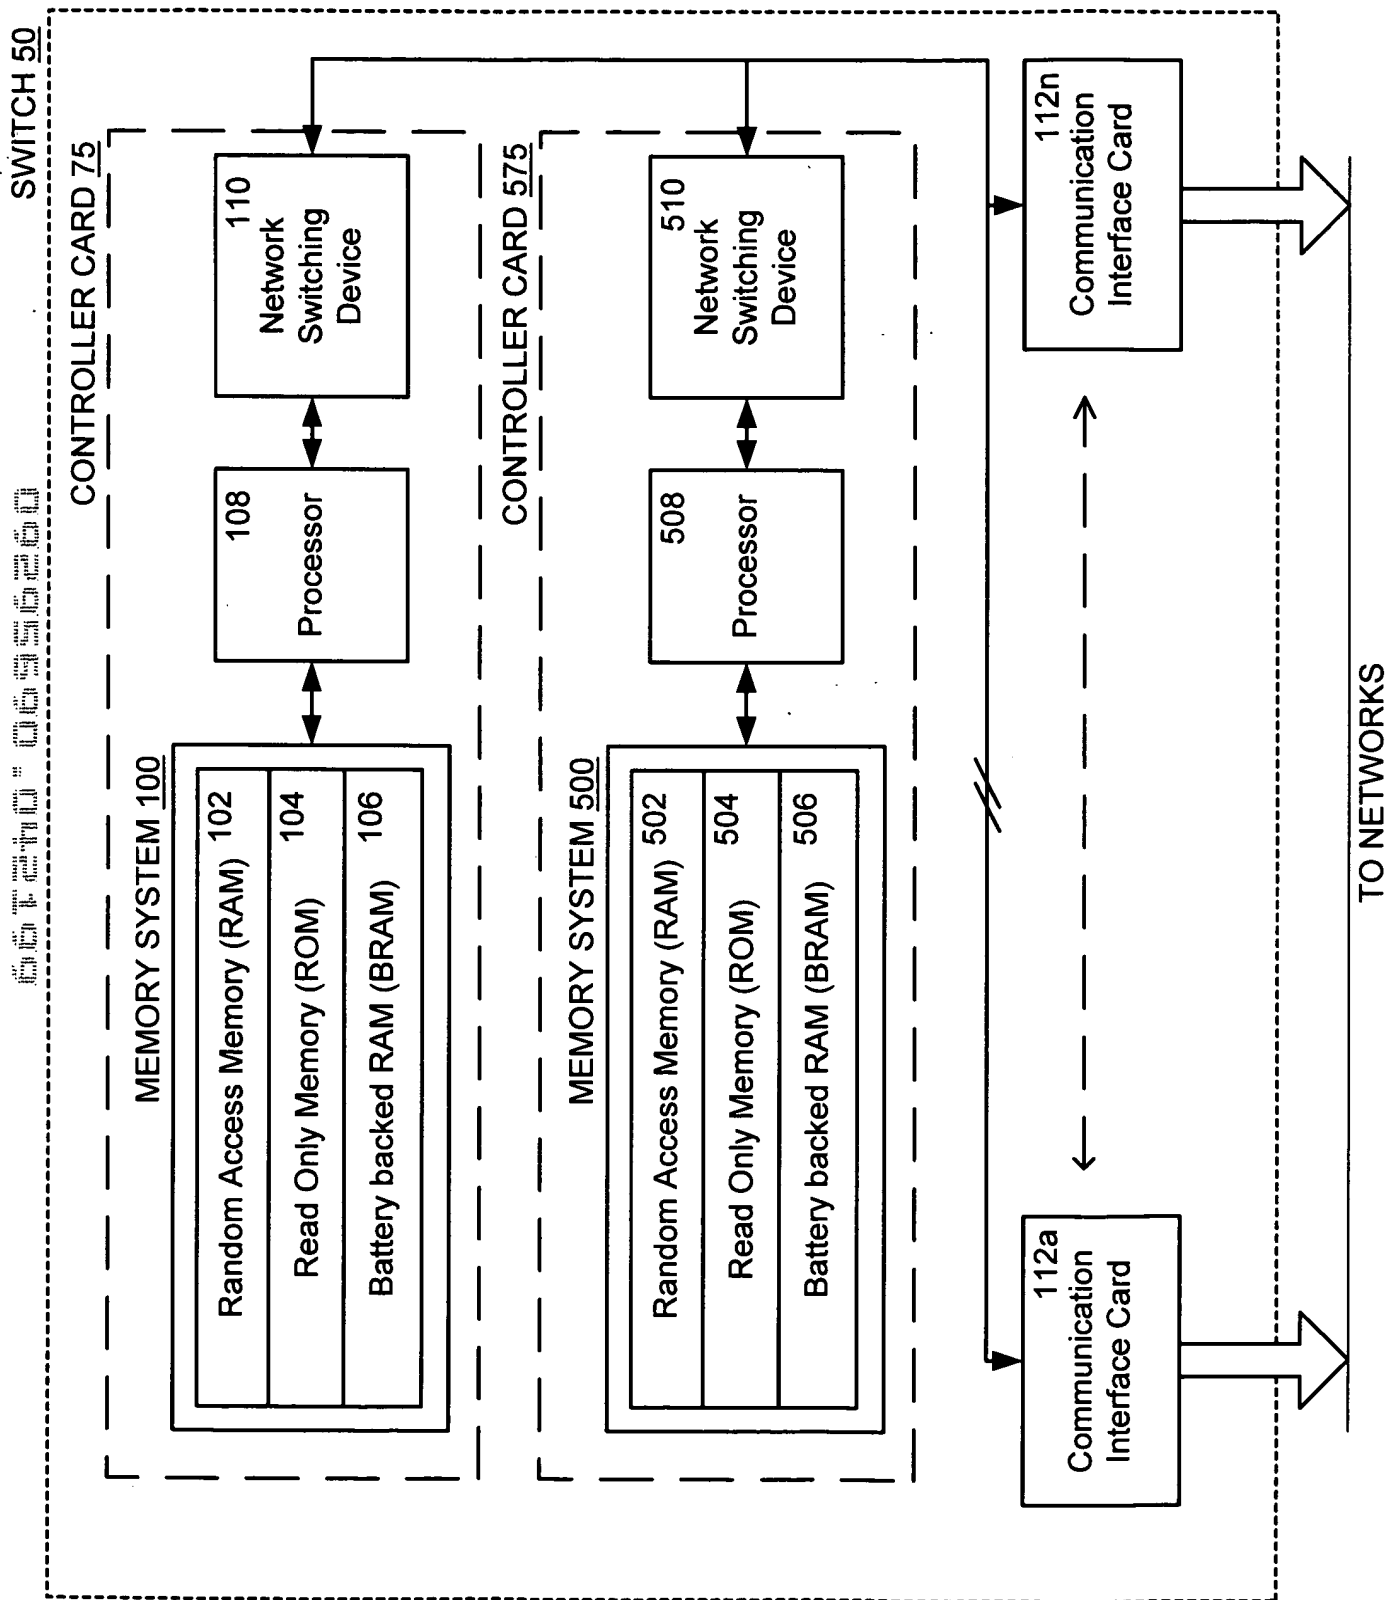 SWITCH 50
CONTROLLER CARD 75
MEMORY SYSTEM 100
Random Access Memory (RAM) 102
Read Only Memory (ROM) 104
Battery backed RAM (BRAM) 106
108
Processor
110
Network
Switching
Device
CONTROLLER CARD 575
MEMORY SYSTEM 500
Random Access Memory (RAM) 502
Read Only Memory (ROM) 504
Battery backed RAM (BRAM) 506
508
Processor
510
Network
Switching
Device
112a
Communication
Interface Card
112n
Communication
Interface Card
TO NETWORKS